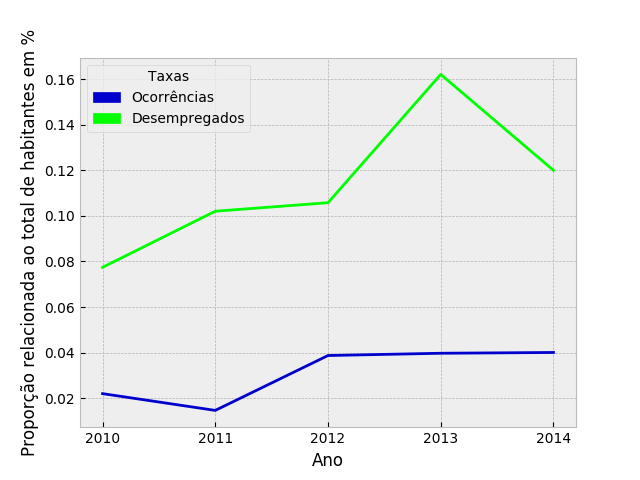 Proporção relacionada ao total de habitantes em %
0.16
0.14
0.12
0.10
0.08
0.06
0.04
0.02
Taxas
Ocorrências
Desempregados
2010 2011 2012 2013 2014
Ano